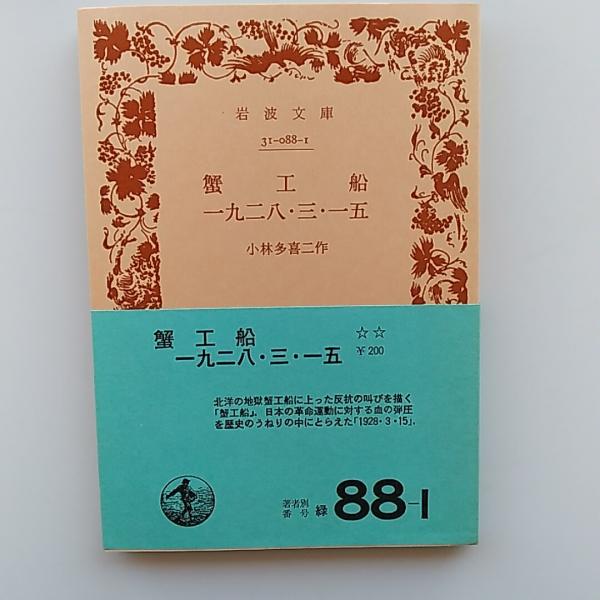 岩波文庫
31-088-1
蟹工船
一九二八・三・一五
小林多喜二作
蟹工船
一九二八・三・一五
☆☆
¥200
北洋の地獄蟹工船に上った反抗の叫びを描く
「蟹工船」、日本の革命運動に対する血の弾圧
を歴史のうねりの中にとらえた「1928・3・15」．
著者別
番号
緑
88-1